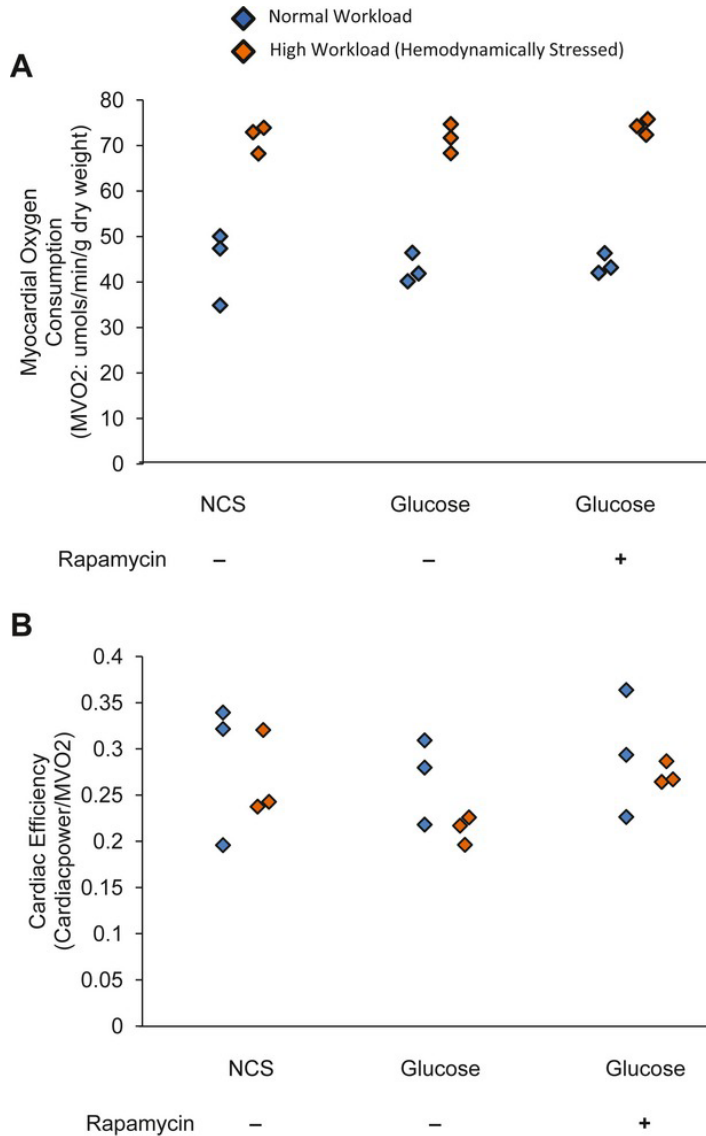 Normal Workload
High Workload (Hemodynamically Stressed)
A
Myocardial Oxygen
Consumption
(MVO2: umols/min/g dry weight)
80
70
60
50
40
30
20
10
0
NCS Glucose Glucose
Rapamycin – – +
B
Cardiac Efficiency
(Cardiacpower/MVO2)
0.4
0.35
0.3
0.25
0.2
0.15
0.1
0.05
0
NCS Glucose Glucose
Rapamycin – – +